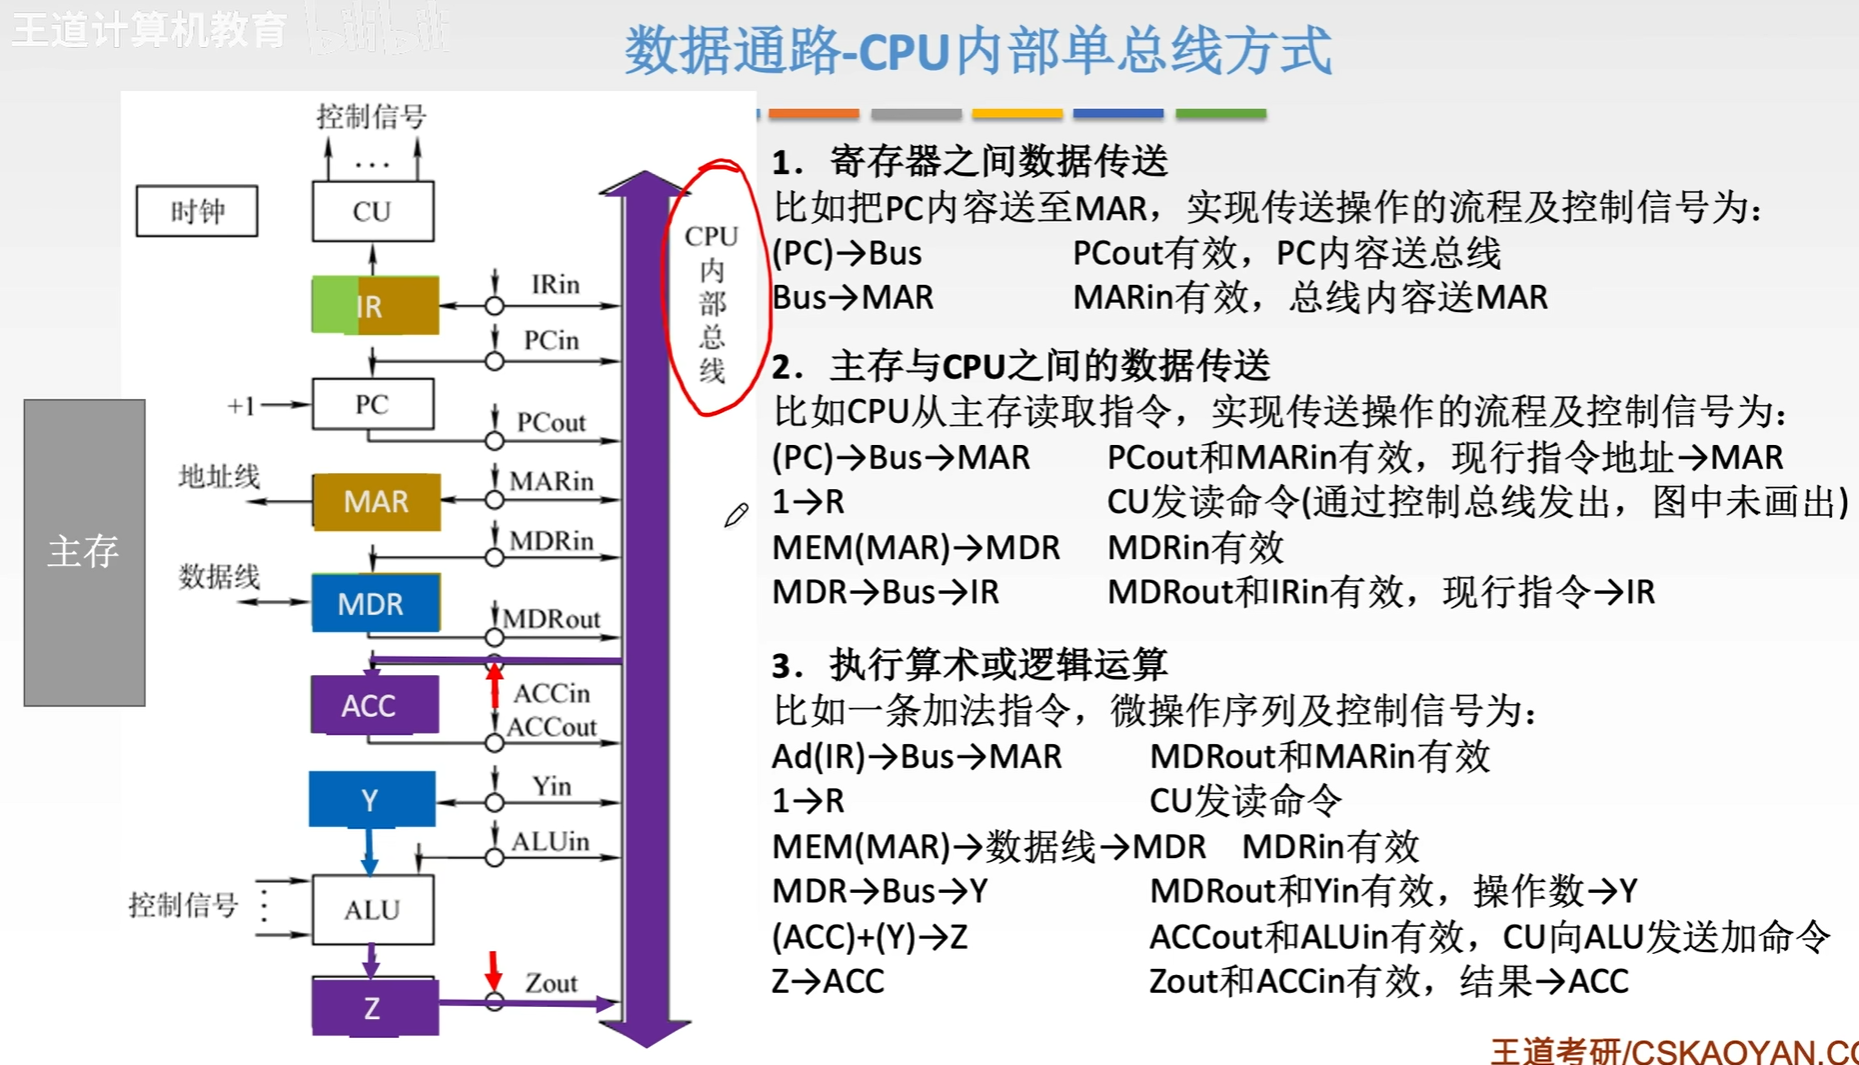 王道计算机教育 bilibili
数据通路-CPU内部单总线方式
控制信号
...
时钟
CU
IR
IRin
PCin
+1
PC
PCout
地址线
MAR
MARin
MDRin
数据线
MDR
MDRout
主存
ACC
ACCin
ACCout
Y
Yin
ALUin
控制信号
ALU
Z
Zout
CPU
内
部
总
线
1. 寄存器之间数据传送
比如把PC内容送至MAR，实现传送操作的流程及控制信号为：
(PC)→Bus PCout有效，PC内容送总线
Bus→MAR MARin有效，总线内容送MAR
2. 主存与CPU之间的数据传送
比如CPU从主存读取指令，实现传送操作的流程及控制信号为：
(PC)→Bus→MAR PCout和MARin有效，现行指令地址→MAR
1→R CU发读命令(通过控制总线发出，图中未画出)
MEM(MAR)→MDR MDRin有效
MDR→Bus→IR MDRout和IRin有效，现行指令→IR
3. 执行算术或逻辑运算
比如一条加法指令，微操作序列及控制信号为：
Ad(IR)→Bus→MAR MDRout和MARin有效
1→R CU发读命令
MEM(MAR)→数据线→MDR MDRin有效
MDR→Bus→Y MDRout和Yin有效，操作数→Y
(ACC)+(Y)→Z ACCout和ALUin有效，CU向ALU发送加命令
Z→ACC Zout和ACCin有效，结果→ACC
王道考研/CSKAOYAN.CO